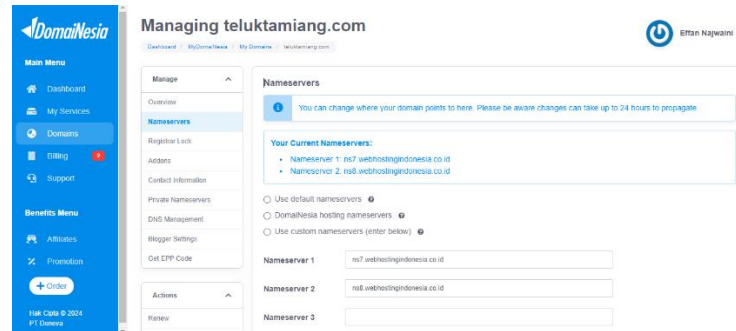 DomaiNesia
Main Menu
Dashboard
My Services
Domains
Billing
Support
Benefits Menu
Affiliates
Promotion
+ Order
Hak Cipta © 2024
PT Deneva
Managing teluktamiang.com
Dashboard / MyDomaiNesia / My Domains / teluktamiang.com
Effan Najwaini
Manage
Overview
Nameservers
Registrar Lock
Addons
Contact Information
Private Nameservers
DNS Management
Blogger Settings
Get EPP Code
Actions
Renew
Nameservers
You can change where your domain points to here. Please be aware changes can take up to 24 hours to propagate.
Your Current Nameservers:
• Nameserver 1: ns7.webhostingindonesia.co.id
• Nameserver 2: ns8.webhostingindonesia.co.id
Use default nameservers
DomaiNesia hosting nameservers
Use custom nameservers (enter below)
Nameserver 1 ns7.webhostingindonesia.co.id
Nameserver 2 ns8.webhostingindonesia.co.id
Nameserver 3